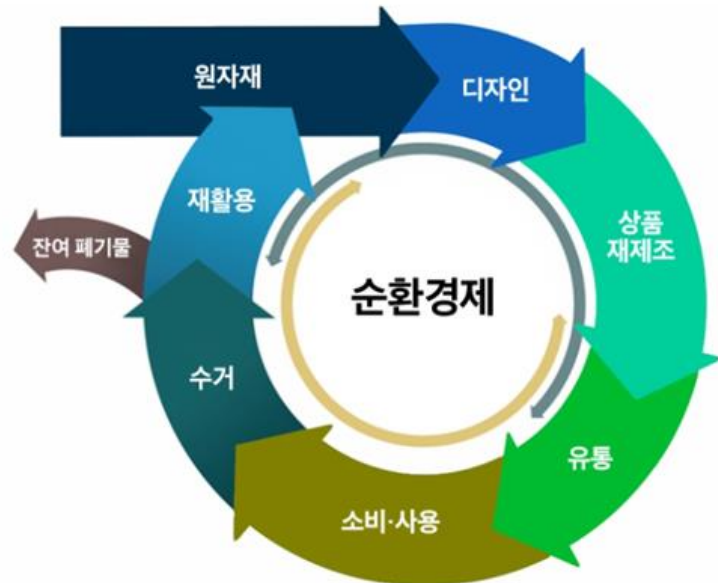 원자재
디자인
상품
재제조
유통
소비·사용
수거
재활용
잔여 폐기물
순환경제